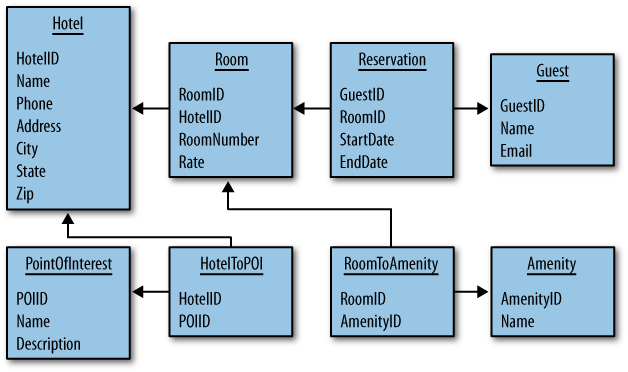 Hotel
HotelID
Name
Phone
Address
City
State
Zip
Room
RoomID
HotelID
RoomNumber
Rate
Reservation
GuestID
RoomID
StartDate
EndDate
Guest
GuestID
Name
Email
PointOfInterest
POIID
Name
Description
HotelToPOI
HotelID
POIID
RoomToAmenity
RoomID
AmenityID
Amenity
AmenityID
Name